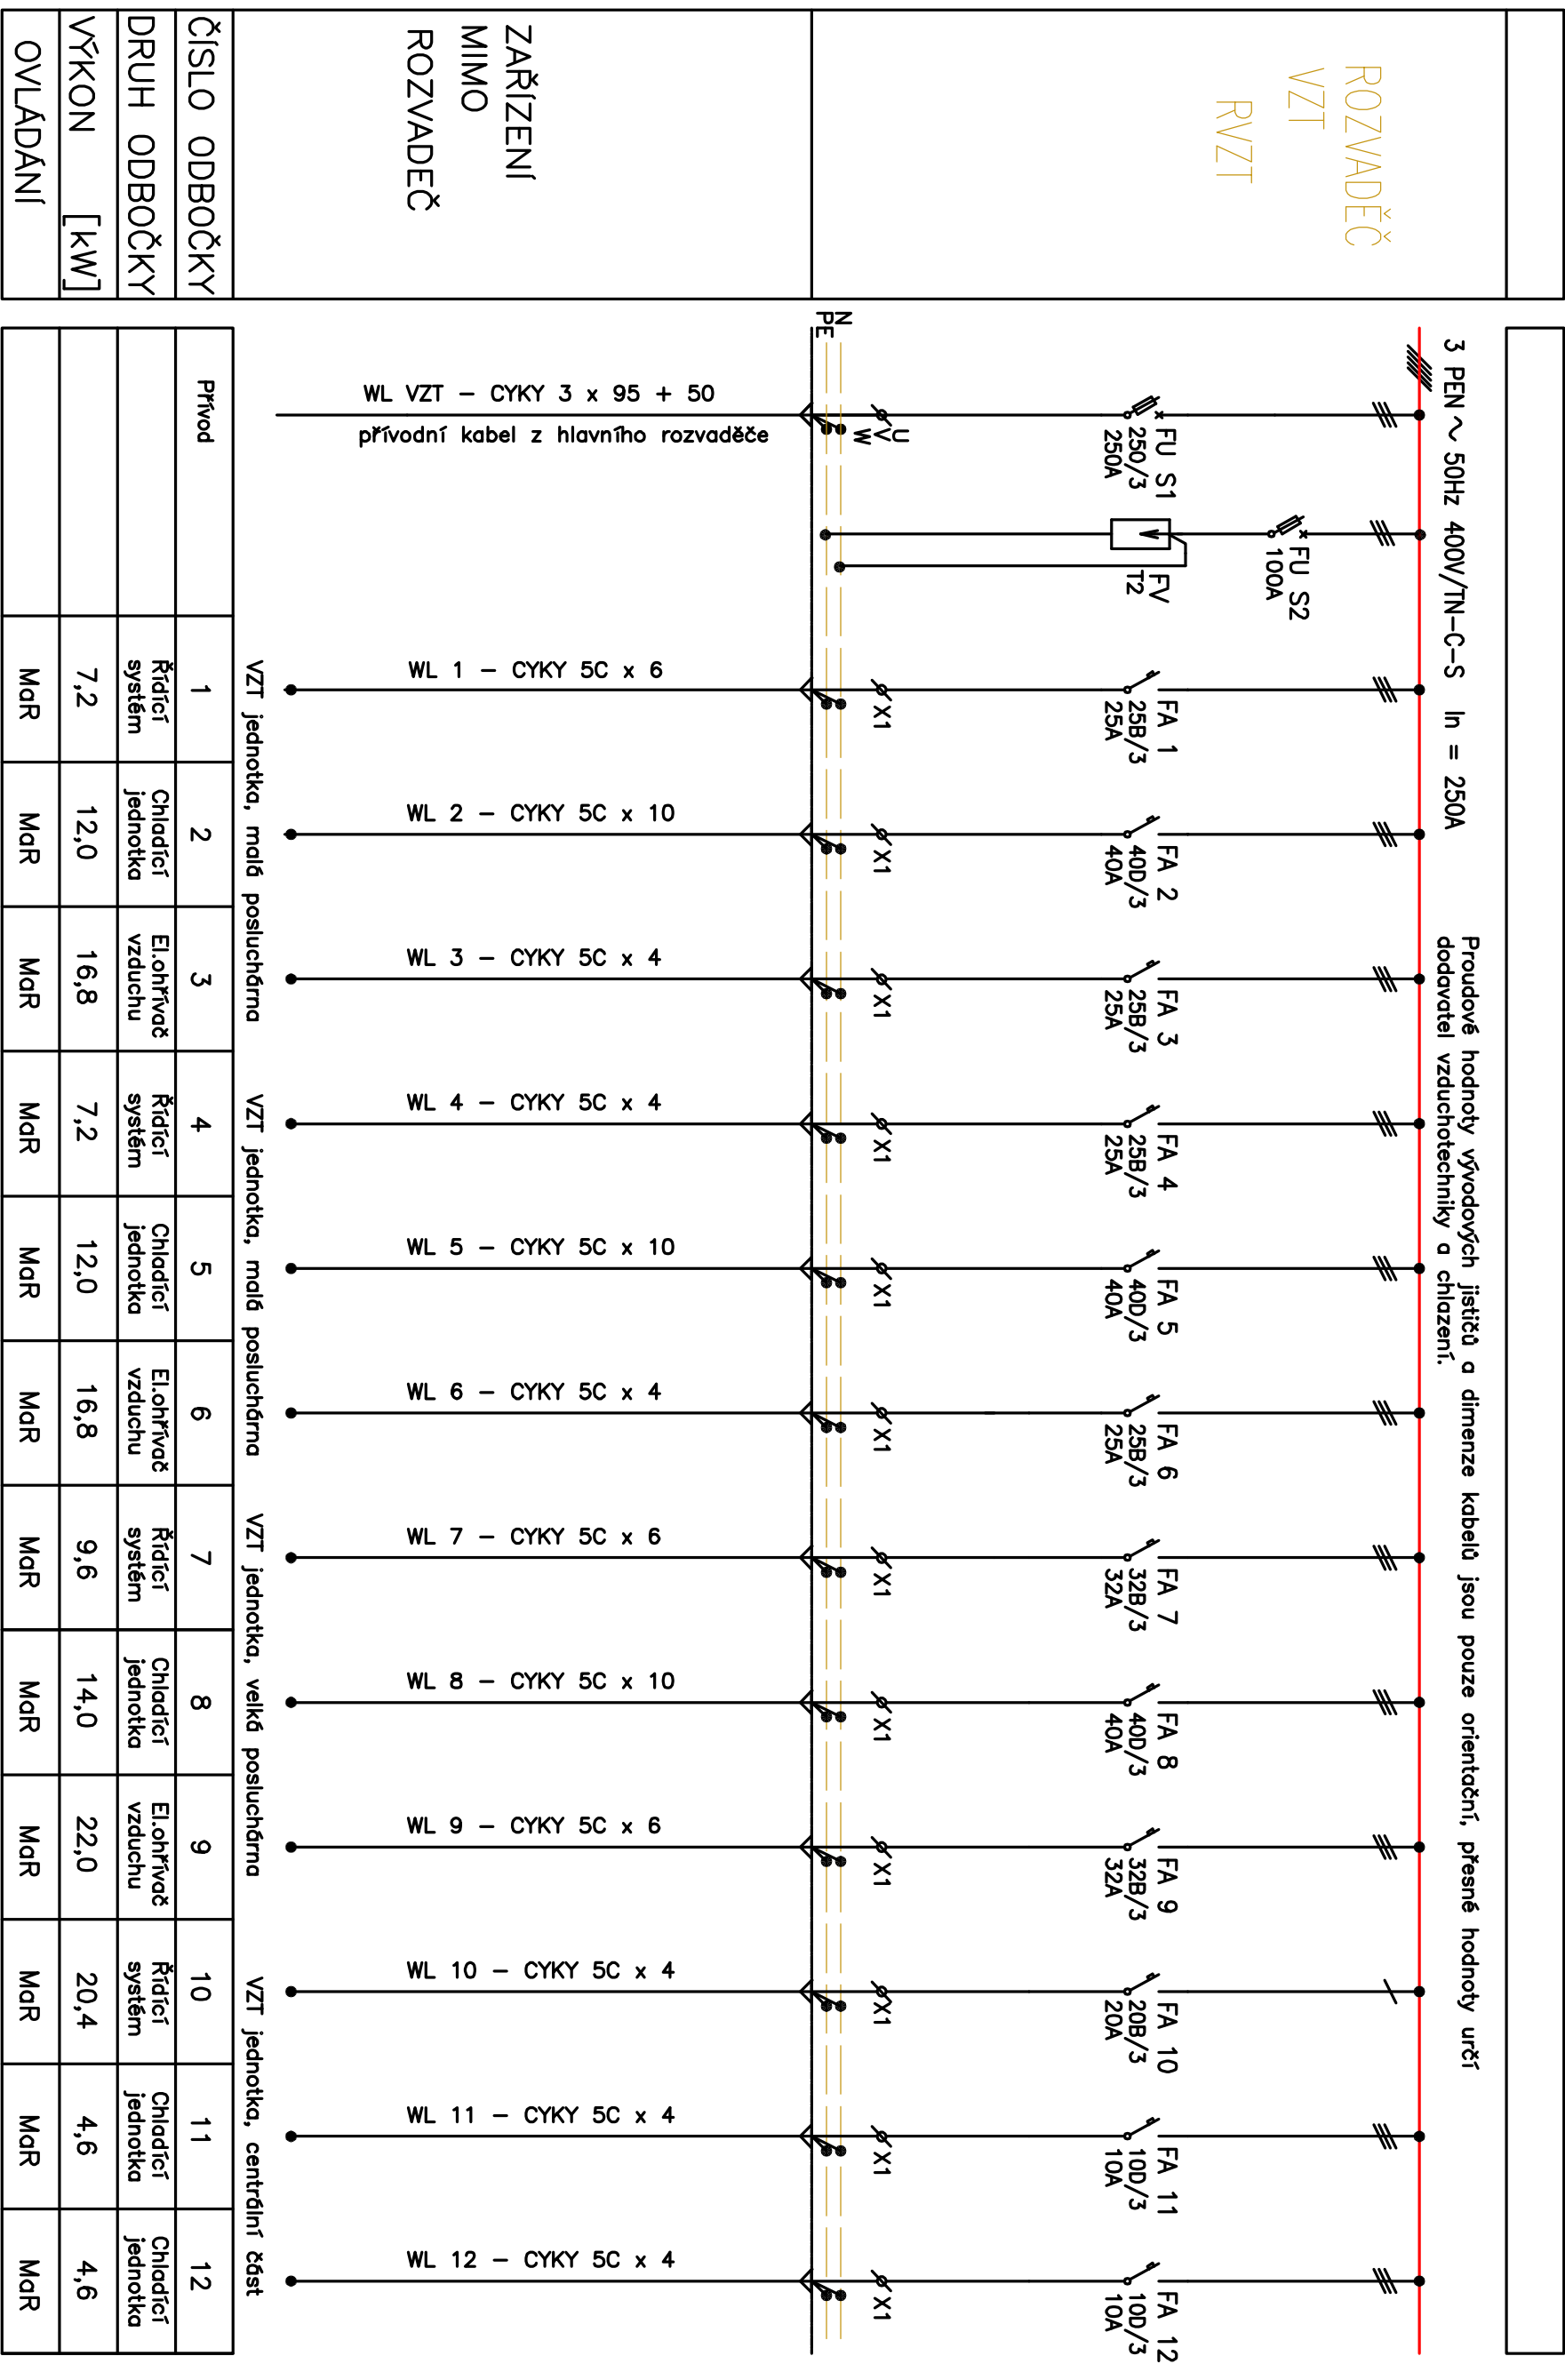 ROZVADĚČ
VZT
RVZT
3 PEN ~ 50Hz 400V/TN-C-S In = 250A
Proudové hodnoty vývodových jističů a dimenze kabelů jsou pouze orientační, přesné hodnoty určí
dodavatel vzduchotechniky a chlazení.
FU S1
250/3
250A
FU S2
100A
FV
T2
FA 1
25B/3
25A
FA 2
40D/3
40A
FA 3
25B/3
25A
FA 4
25B/3
25A
FA 5
40D/3
40A
FA 6
25B/3
25A
FA 7
32B/3
32A
FA 8
40D/3
40A
FA 9
32B/3
32A
FA 10
20B/3
20A
FA 11
10D/3
10A
FA 12
10D/3
10A
U
V
W
X1
X1
X1
X1
X1
X1
X1
X1
X1
X1
X1
X1
N
PE
ZAŘÍZENÍ
MIMO
ROZVADEČ
WL VZT - CYKY 3 x 95 + 50
přívodní kabel z hlavního rozvaděče
WL 1 - CYKY 5C x 6
WL 2 - CYKY 5C x 10
WL 3 - CYKY 5C x 4
WL 4 - CYKY 5C x 4
WL 5 - CYKY 5C x 10
WL 6 - CYKY 5C x 4
WL 7 - CYKY 5C x 6
WL 8 - CYKY 5C x 10
WL 9 - CYKY 5C x 6
WL 10 - CYKY 5C x 4
WL 11 - CYKY 5C x 4
WL 12 - CYKY 5C x 4
VZT jednotka, malá posluchárna
VZT jednotka, malá posluchárna
VZT jednotka, velká posluchárna
VZT jednotka, centrální část
ČÍSLO ODBOČKY
Přívod
1
2
3
4
5
6
7
8
9
10
11
12
DRUH ODBOČKY
Řídící
systém
Chladící
jednotka
El.ohřívač
vzduchu
Řídící
systém
Chladící
jednotka
El.ohřívač
vzduchu
Řídící
systém
Chladící
jednotka
El.ohřívač
vzduchu
Řídící
systém
Chladící
jednotka
Chladící
jednotka
VÝKON [kW]
7,2
12,0
16,8
7,2
12,0
16,8
9,6
14,0
22,0
20,4
4,6
4,6
OVLÁDÁNÍ
MaR
MaR
MaR
MaR
MaR
MaR
MaR
MaR
MaR
MaR
MaR
MaR